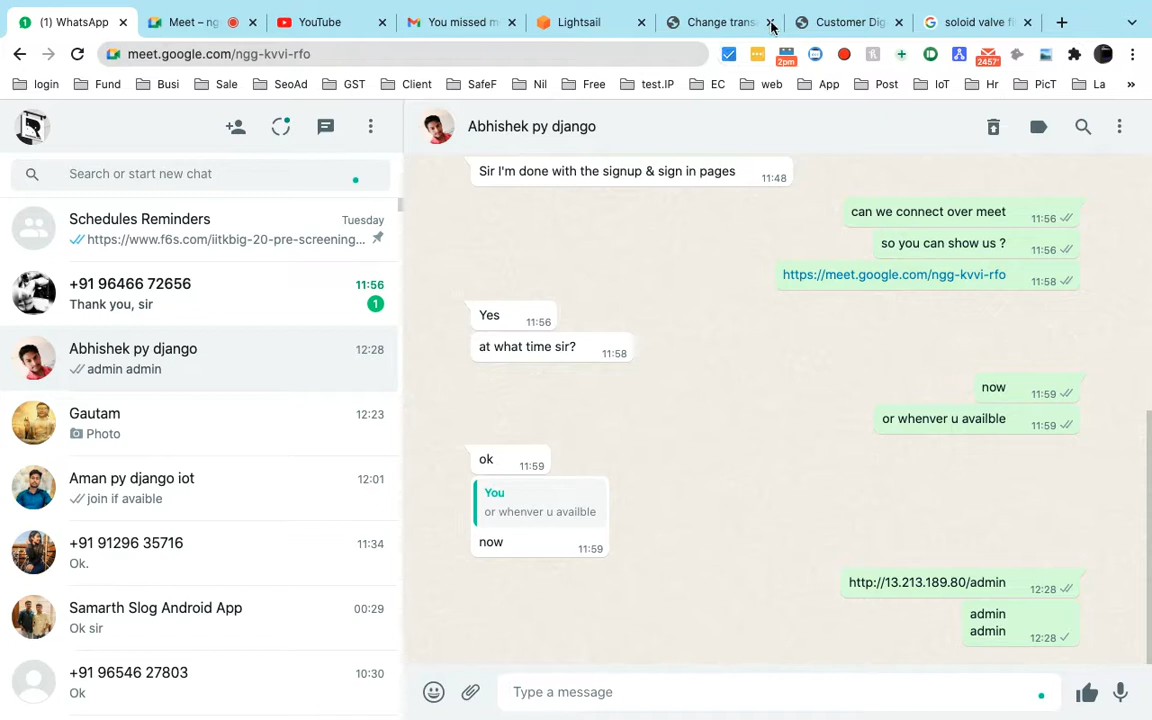 (1) WhatsApp
Meet – ng
YouTube
You missed m
Lightsail
Change trans
Customer Dig
soloid valve f
meet.google.com/ngg-kvvi-rfo
2pm
2457
login
Fund
Busi
Sale
SeoAd
GST
Client
SafeF
Nil
Free
test.IP
EC
web
App
Post
IoT
Hr
PicT
La
»
Abhishek py django
Search or start new chat
Schedules Reminders
Tuesday
https://www.f6s.com/iitkbig-20-pre-screening...
+91 96466 72656
11:56
Thank you, sir
1
Abhishek py django
12:28
admin admin
Gautam
12:23
Photo
Aman py django iot
12:01
join if avaible
+91 91296 35716
11:34
Ok.
Samarth Slog Android App
00:29
Ok sir
+91 96546 27803
10:30
Ok
Sir I'm done with the signup & sign in pages
11:48
can we connect over meet
11:56
so you can show us ?
11:56
https://meet.google.com/ngg-kvvi-rfo
11:58
Yes
11:56
at what time sir?
11:58
now
11:59
or whenver u availble
11:59
ok
11:59
You
or whenver u availble
now
11:59
http://13.213.189.80/admin
12:28
admin
admin
12:28
Type a message